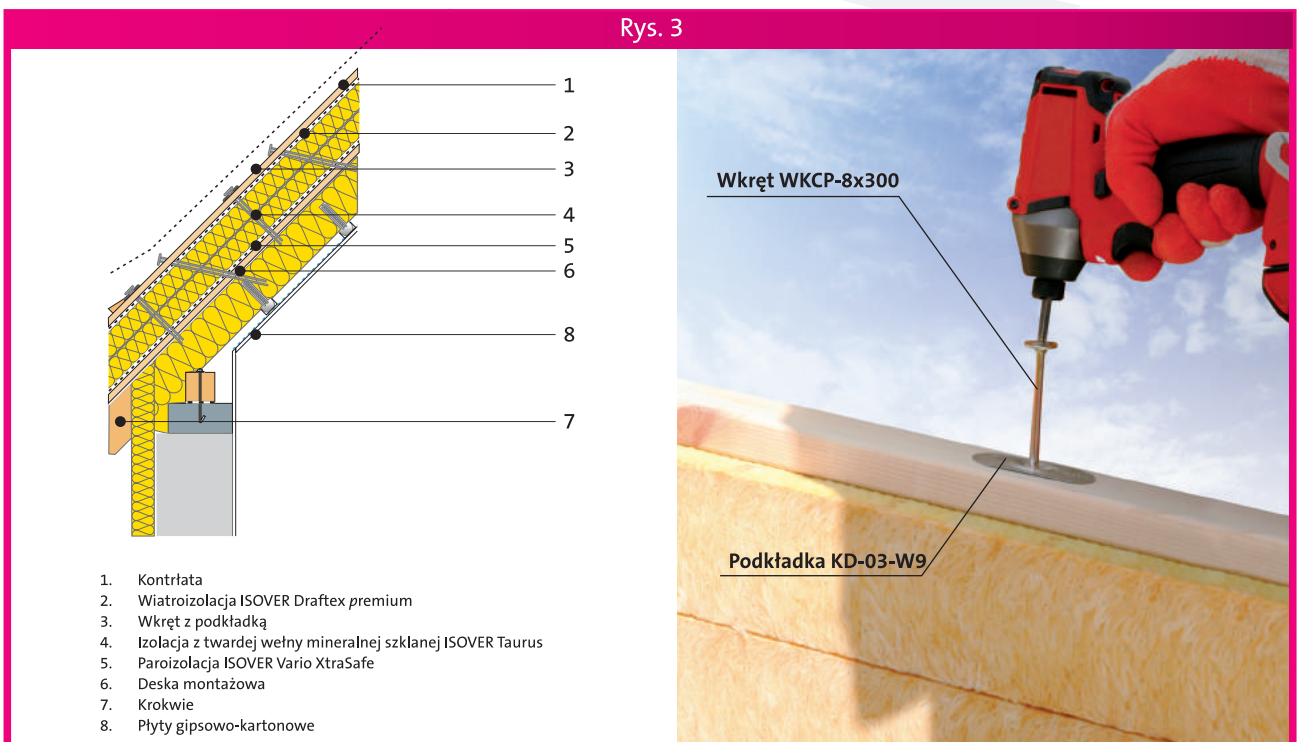 Rys. 3
1
2
3
4
5
6
8
7
1. Kontrłata
2. Wiatroizolacja ISOVER Draftex premium
3. Wkręt z podkładką
4. Izolacja z twardej wełny mineralnej szklanej ISOVER Taurus
5. Paroizolacja ISOVER Vario XtraSafe
6. Deska montażowa
7. Krokwie
8. Płyty gipsowo-kartonowe
Wkręt WKCP-8x300
Podkładka KD-03-W9